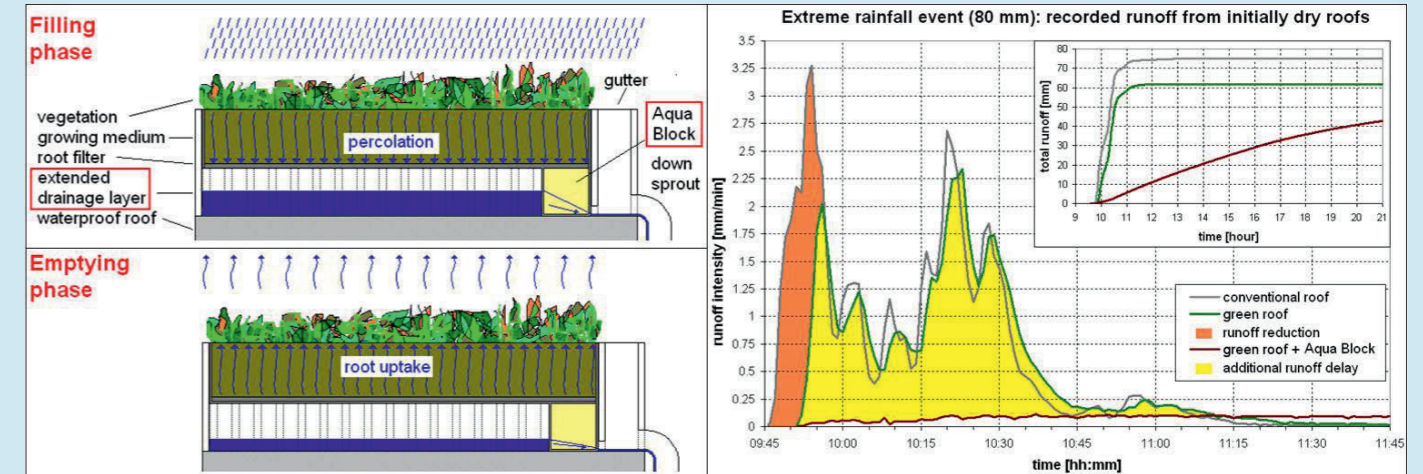 Filling
phase
vegetation
growing medium
root filter
extended
drainage layer
waterproof roof
percolation
gutter
Aqua
Block
down
sprout
Emptying
phase
root uptake
Extreme rainfall event (80 mm): recorded runoff from initially dry roofs
runoff intensity [mm/min]
3.5
3.25
3
2.75
2.5
2.25
2
1.75
1.5
1.25
1
0.75
0.5
0.25
0
09:45 10:00 10:15 10:30 10:45 11:00 11:15 11:30 11:45
time [hh:mm]
total runoff [mm]
80
70
60
50
40
30
20
10
0
9 10 11 12 13 14 15 16 17 18 19 20 21
time [hour]
conventional roof
green roof
runoff reduction
green roof + Aqua Block
additional runoff delay